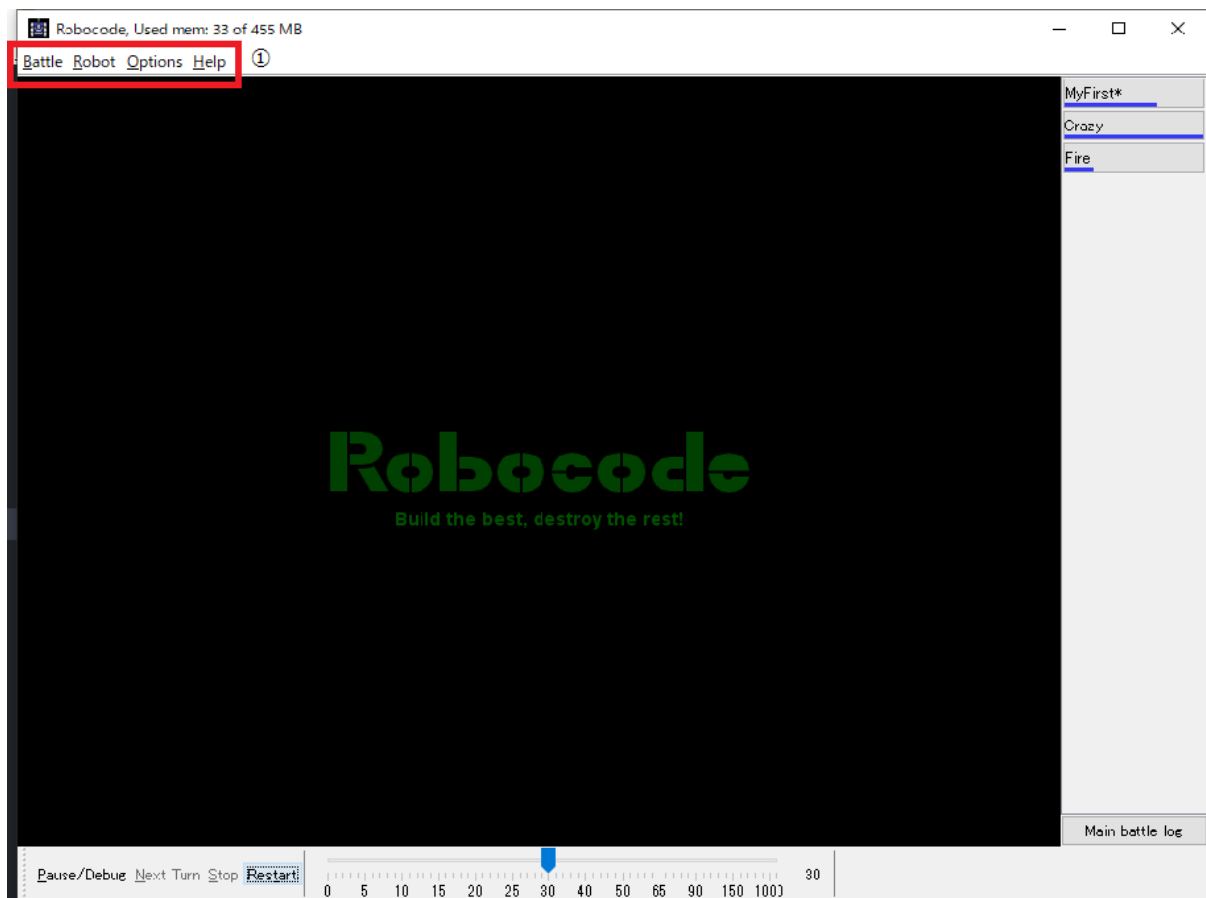 Robocode, Used mem: 33 of 455 MB
Battle Robot Options Help ①
MyFirst*
Crazy
Fire
Robocode
Build the best, destroy the rest!
Main battle log
Pause/Debug Next Turn Stop Restart 30
0 5 10 15 20 25 30 40 50 65 90 150 1000